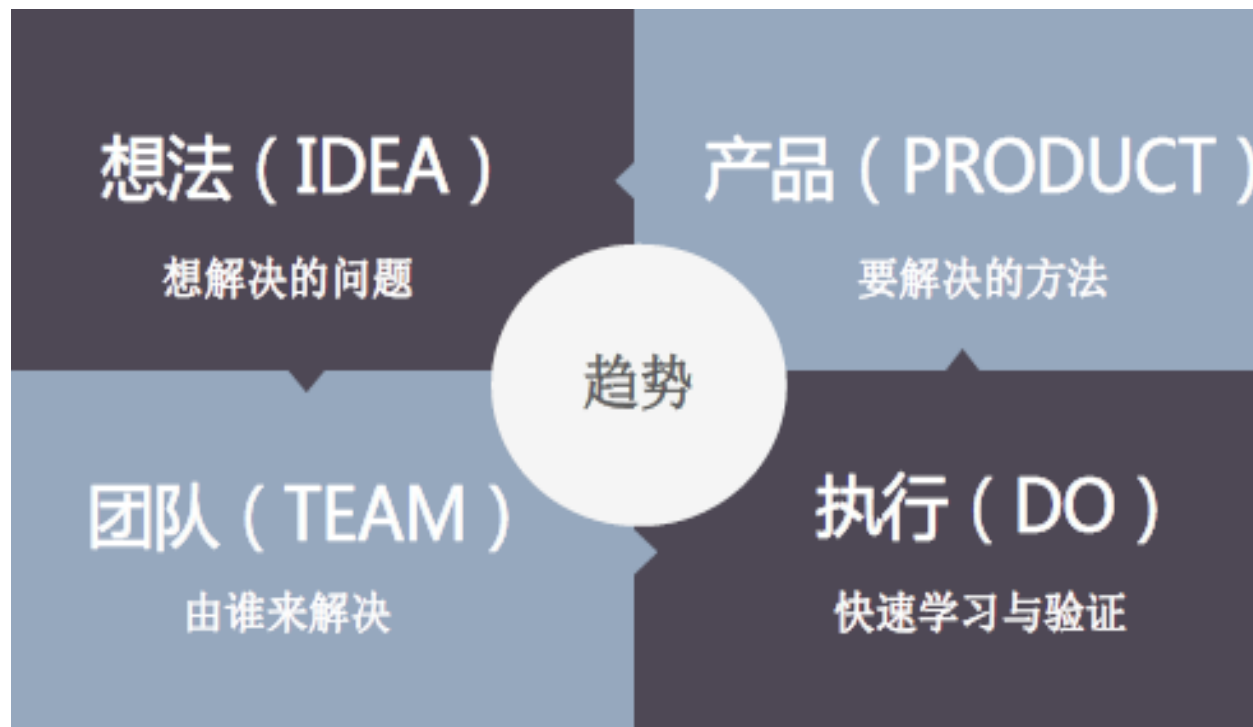 想法（IDEA）
想解决的问题
产品（PRODUCT）
要解决的方法
趋势
团队（TEAM）
由谁来解决
执行（DO）
快速学习与验证